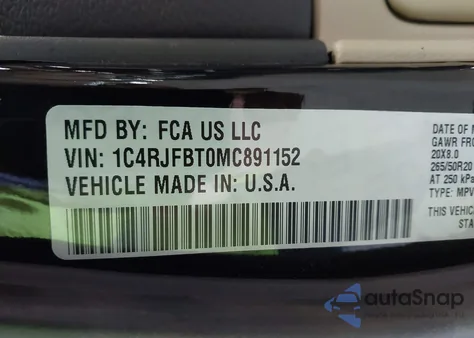 MFD BY: FCA US LLC
VIN: 1C4RJFBT0MC891152
VEHICLE MADE IN: U.S.A.
DATE OF M
GAWR FRO
20X8.0
265/50R20
AT 250 kPa
TYPE: MPV
THIS VEHICL
STA
autoSnap